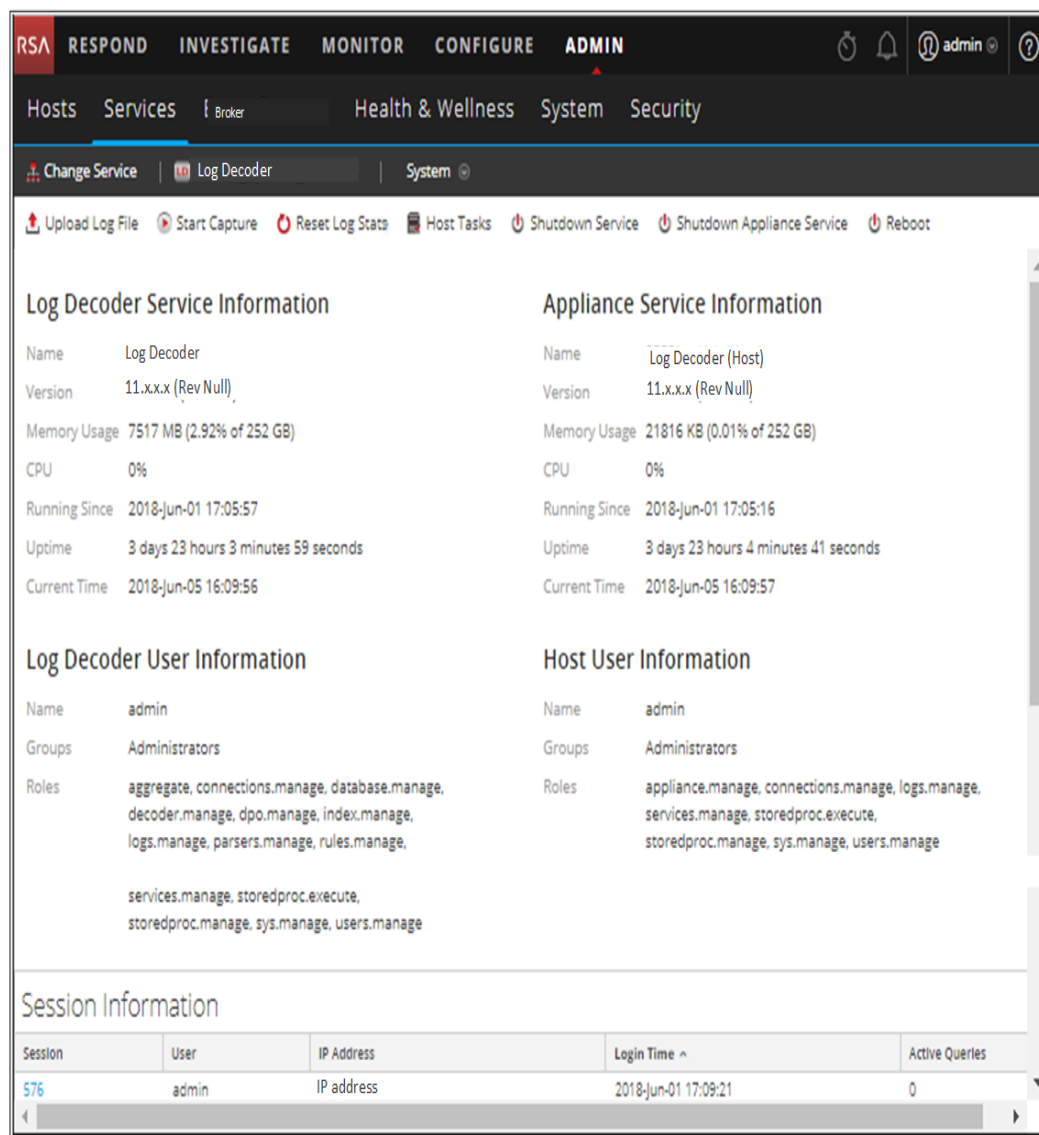 RSA RESPOND INVESTIGATE MONITOR CONFIGURE ADMIN admin ?
Hosts Services Broker Health & Wellness System Security
Change Service LD Log Decoder System
Upload Log File Start Capture Reset Log Stats Host Tasks Shutdown Service Shutdown Appliance Service Reboot
Log Decoder Service Information
Name Log Decoder
Version 11.x.x.x (Rev Null)
Memory Usage 7517 MB (2.92% of 252 GB)
CPU 0%
Running Since 2018-Jun-01 17:05:57
Uptime 3 days 23 hours 3 minutes 59 seconds
Current Time 2018-Jun-05 16:09:56
Appliance Service Information
Name Log Decoder (Host)
Version 11.x.x.x (Rev Null)
Memory Usage 21816 KB (0.01% of 252 GB)
CPU 0%
Running Since 2018-Jun-01 17:05:16
Uptime 3 days 23 hours 4 minutes 41 seconds
Current Time 2018-Jun-05 16:09:57
Log Decoder User Information
Name admin
Groups Administrators
Roles aggregate, connections.manage, database.manage,
decoder.manage, dpo.manage, index.manage,
logs.manage, parsers.manage, rules.manage,
services.manage, storedproc.execute,
storedproc.manage, sys.manage, users.manage
Host User Information
Name admin
Groups Administrators
Roles appliance.manage, connections.manage, logs.manage,
services.manage, storedproc.execute,
storedproc.manage, sys.manage, users.manage
Session Information
Session User IP Address Login Time Active Queries
576 admin IP address 2018-Jun-01 17:09:21 0